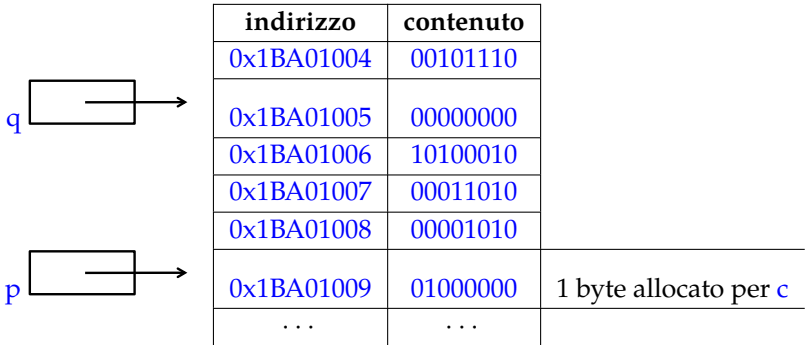 indirizzo contenuto
0x1BA01004 00101110
q 0x1BA01005 00000000
0x1BA01006 10100010
0x1BA01007 00011010
0x1BA01008 00001010
p 0x1BA01009 01000000 1 byte allocato per c
... ...